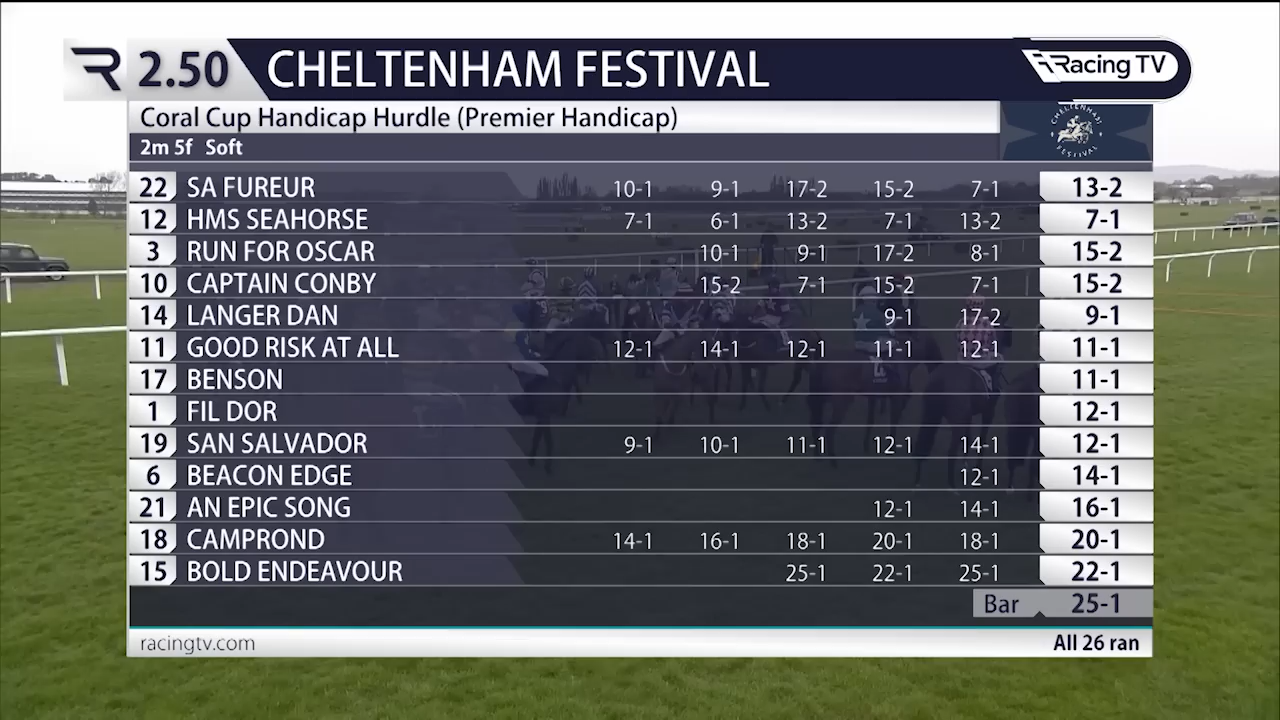 2.50 CHELTENHAM FESTIVAL Racing TV
Coral Cup Handicap Hurdle (Premier Handicap)
CHELTENHAM FESTIVAL
2m 5f Soft
22 SA FUREUR 10-1 9-1 17-2 15-2 7-1 13-2
12 HMS SEAHORSE 7-1 6-1 13-2 7-1 13-2 7-1
3 RUN FOR OSCAR 10-1 9-1 17-2 8-1 15-2
10 CAPTAIN CONBY 15-2 7-1 15-2 7-1 15-2
14 LANGER DAN 9-1 17-2 9-1
11 GOOD RISK AT ALL 12-1 14-1 12-1 11-1 12-1 11-1
17 BENSON 11-1
1 FIL DOR 12-1
19 SAN SALVADOR 9-1 10-1 11-1 12-1 14-1 12-1
6 BEACON EDGE 12-1 14-1
21 AN EPIC SONG 12-1 14-1 16-1
18 CAMPROND 14-1 16-1 18-1 20-1 18-1 20-1
15 BOLD ENDEAVOUR 25-1 22-1 25-1 22-1
Bar 25-1
racingtv.com All 26 ran